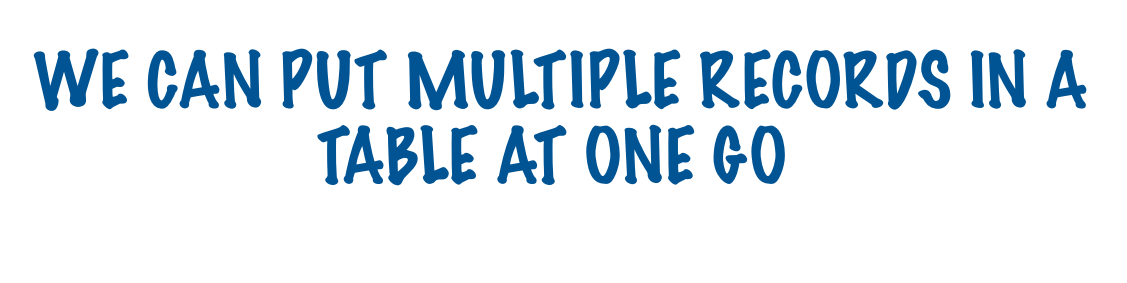 WE CAN PUT MULTIPLE RECORDS IN A
TABLE AT ONE GO